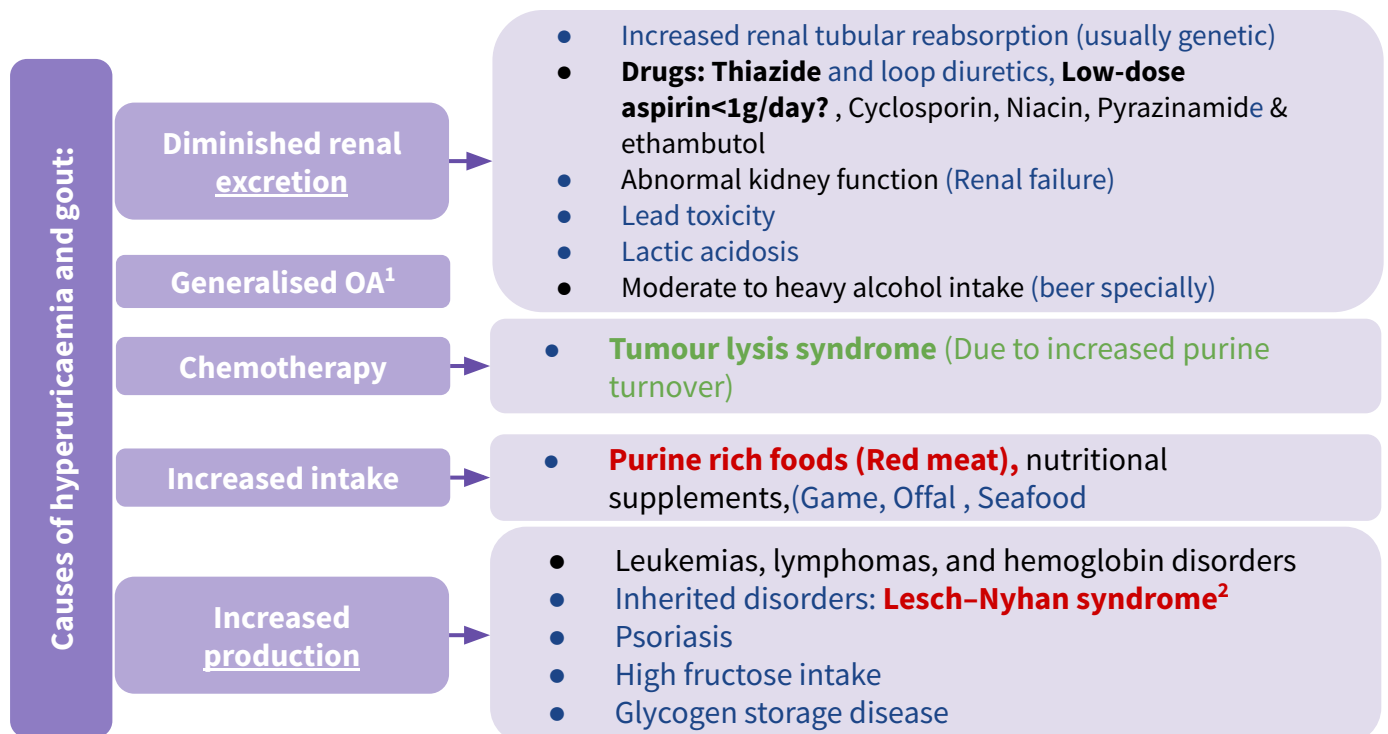 Causes of hyperuricaemia and gout:
Diminished renal
excretion
● Increased renal tubular reabsorption (usually genetic)
● Drugs: Thiazide and loop diuretics, Low-dose
aspirin<1g/day? , Cyclosporin, Niacin, Pyrazinamide &
ethambutol
● Abnormal kidney function (Renal failure)
● Lead toxicity
● Lactic acidosis
● Moderate to heavy alcohol intake (beer specially)
Generalised OA¹
Chemotherapy
● Tumour lysis syndrome (Due to increased purine
turnover)
Increased intake
● Purine rich foods (Red meat), nutritional
supplements,(Game, Offal , Seafood
Increased
production
● Leukemias, lymphomas, and hemoglobin disorders
● Inherited disorders: Lesch–Nyhan syndrome²
● Psoriasis
● High fructose intake
● Glycogen storage disease